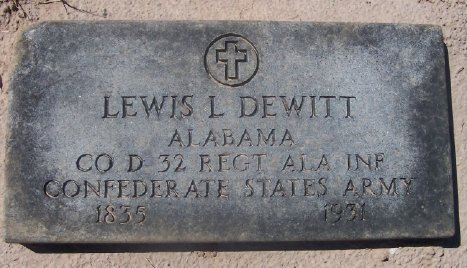 LEWIS L DEWITT
ALABAMA
CO D 32 REGT ALA INF
CONFEDERATE STATES ARMY
1835 1931